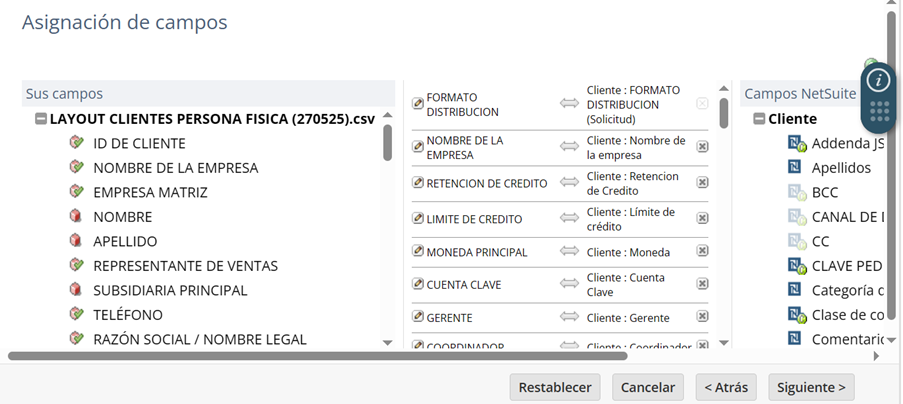 Asignación de campos
Sus campos
LAYOUT CLIENTES PERSONA FISICA (270525).csv
ID DE CLIENTE
NOMBRE DE LA EMPRESA
EMPRESA MATRIZ
NOMBRE
APELLIDO
REPRESENTANTE DE VENTAS
SUBSIDIARIA PRINCIPAL
TELÉFONO
RAZÓN SOCIAL / NOMBRE LEGAL
FORMATO
DISTRIBUCION
Cliente : FORMATO
DISTRIBUCION
(Solicitud)
NOMBRE DE LA
EMPRESA
Cliente : Nombre de
la empresa
RETENCION DE CREDITO
Cliente : Retencion
de Credito
LIMITE DE CREDITO
Cliente : Límite de
crédito
MONEDA PRINCIPAL
Cliente : Moneda
CUENTA CLAVE
Cliente : Cuenta
Clave
GERENTE
Cliente : Gerente
COORDINADOR
Cliente : Coordinador
Campos NetSuite
Cliente
Addenda JS
Apellidos
BCC
CANAL DE
CC
CLAVE PED
Categoría
Clase de co
Comentario
Restablecer
Cancelar
< Atrás
Siguiente >